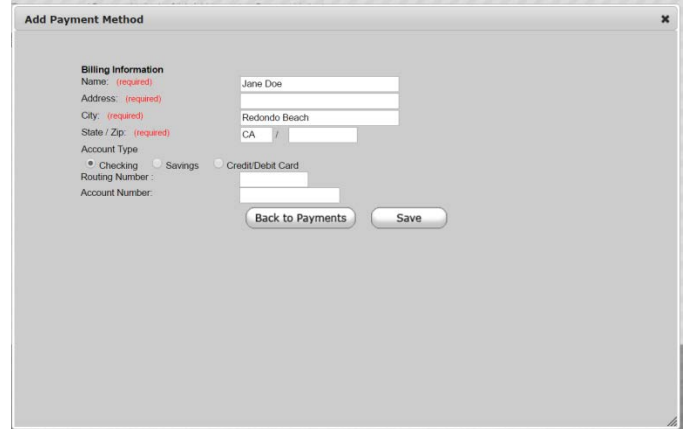 Add Payment Method ✖
Billing Information
Name: (required) Jane Doe
Address: (required)
City: (required) Redondo Beach
State / Zip: (required) CA /
Account Type
Checking Savings Credit/Debit Card
Routing Number :
Account Number:
Back to Payments Save